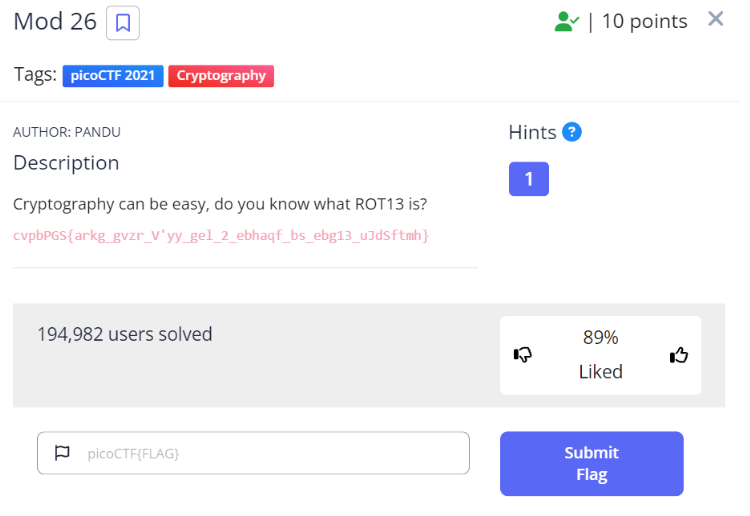 Mod 26
| 10 points
Tags: picoCTF 2021 Cryptography
AUTHOR: PANDU
Hints ?
Description
1
Cryptography can be easy, do you know what ROT13 is?
cvpbPGS{arkg_gvzr_V'yy_gel_2_ebhaqf_bs_ebg13_uJdSftmh}
194,982 users solved
89%
Liked
picoCTF{FLAG}
Submit
Flag